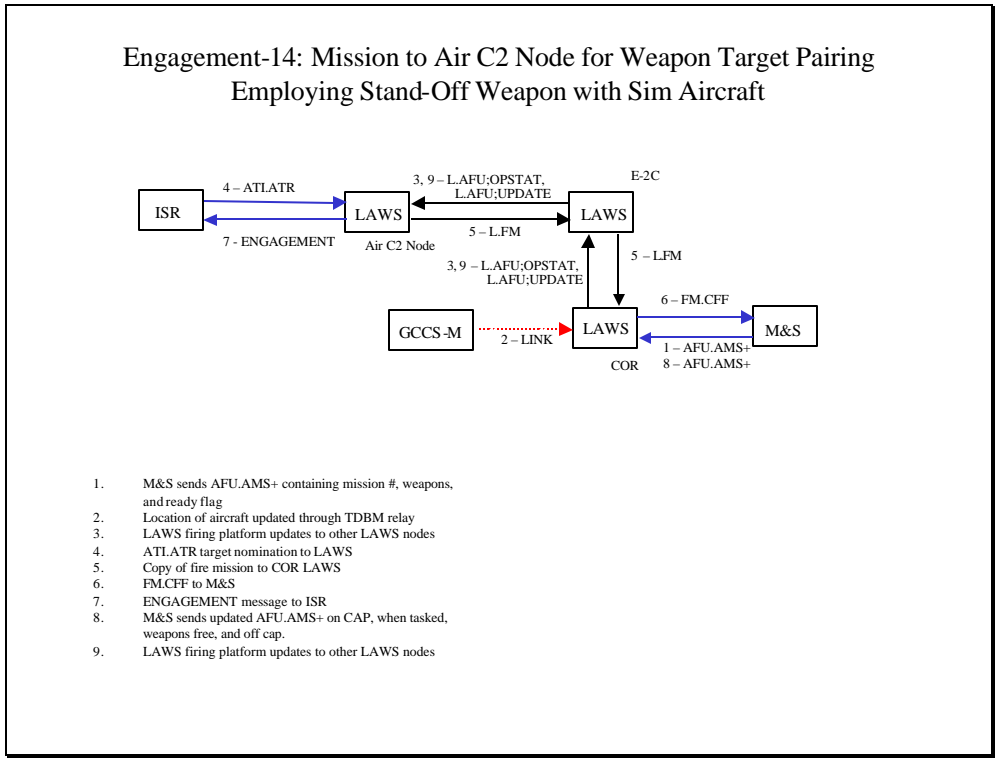 Engagement-14: Mission to Air C2 Node for Weapon Target Pairing
Employing Stand-Off Weapon with Sim Aircraft
E-2C
4 – ATI.ATR
3, 9 – L.AFU;OPSTAT,
L.AFU;UPDATE
ISR
LAWS
LAWS
7 - ENGAGEMENT
Air C2 Node
5 – L.FM
3, 9 – L.AFU;OPSTAT,
L.AFU;UPDATE
5 – L.FM
6 – FM.CFF
GCCS-M
2 – LINK
LAWS
M&S
1 – AFU.AMS+
8 – AFU.AMS+
COR
1. M&S sends AFU.AMS+ containing mission #, weapons,
and ready flag
2. Location of aircraft updated through TDBM relay
3. LAWS firing platform updates to other LAWS nodes
4. ATI.ATR target nomination to LAWS
5. Copy of fire mission to COR LAWS
6. FM.CFF to M&S
7. ENGAGEMENT message to ISR
8. M&S sends updated AFU.AMS+ on CAP, when tasked,
weapons free, and off cap.
9. LAWS firing platform updates to other LAWS nodes